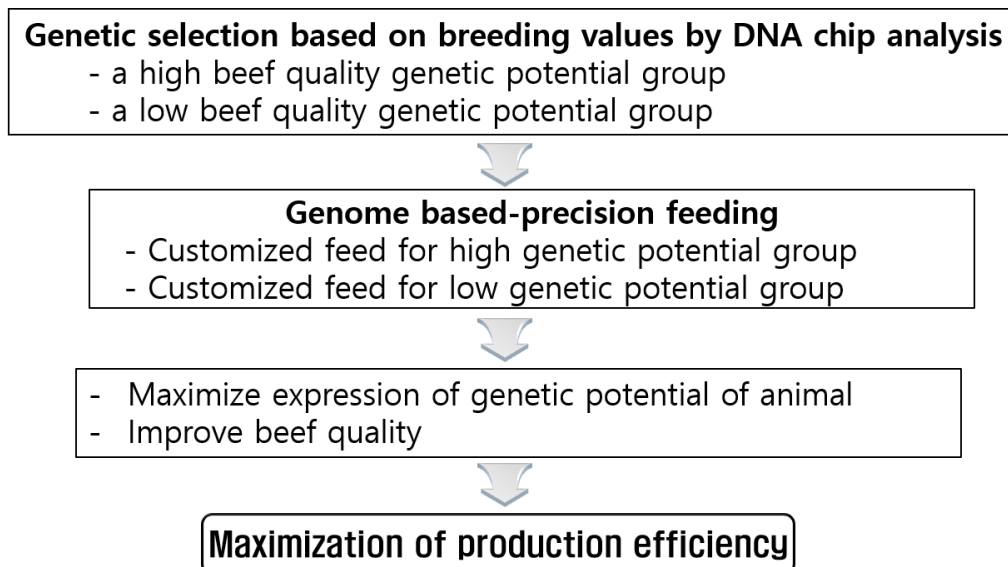 Genetic selection based on breeding values by DNA chip analysis
- a high beef quality genetic potential group
- a low beef quality genetic potential group
Genome based-precision feeding
- Customized feed for high genetic potential group
- Customized feed for low genetic potential group
- Maximize expression of genetic potential of animal
- Improve beef quality
Maximization of production efficiency